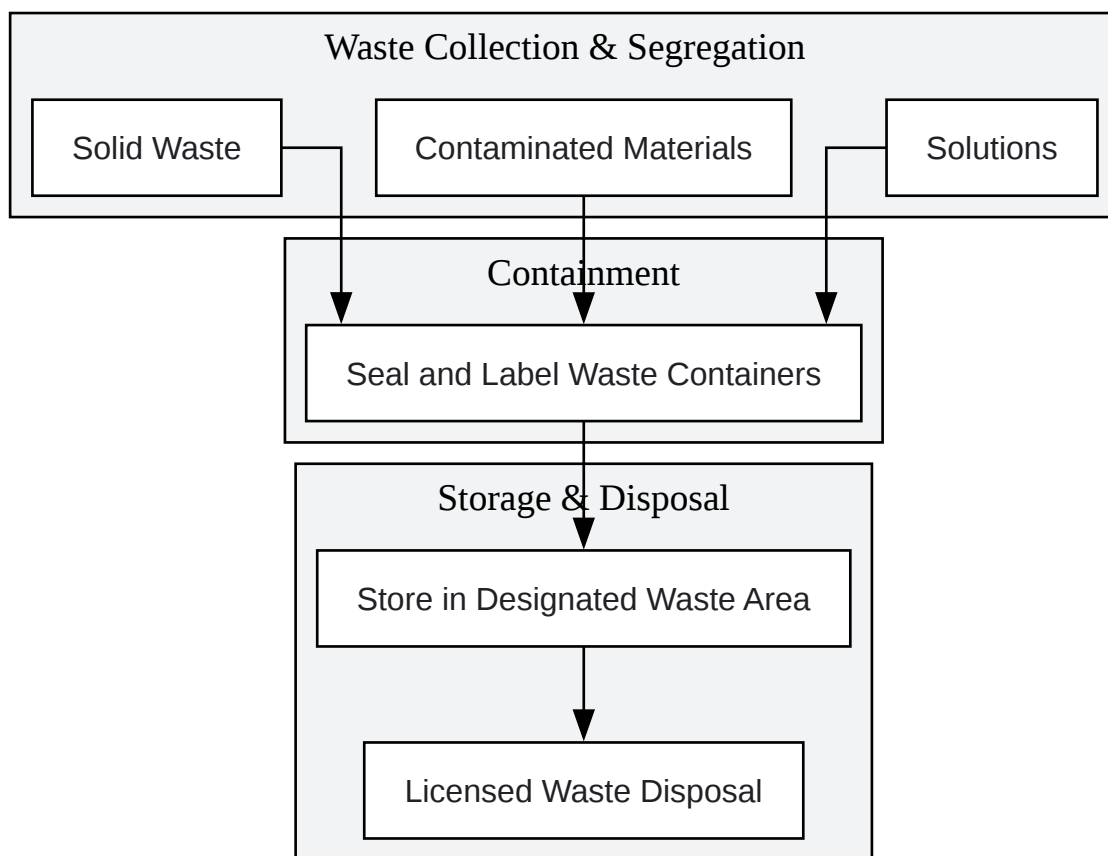 Waste Collection & Segregation
Solid Waste
Contaminated Materials
Solutions
Containment
Seal and Label Waste Containers
Storage & Disposal
Store in Designated Waste Area
Licensed Waste Disposal